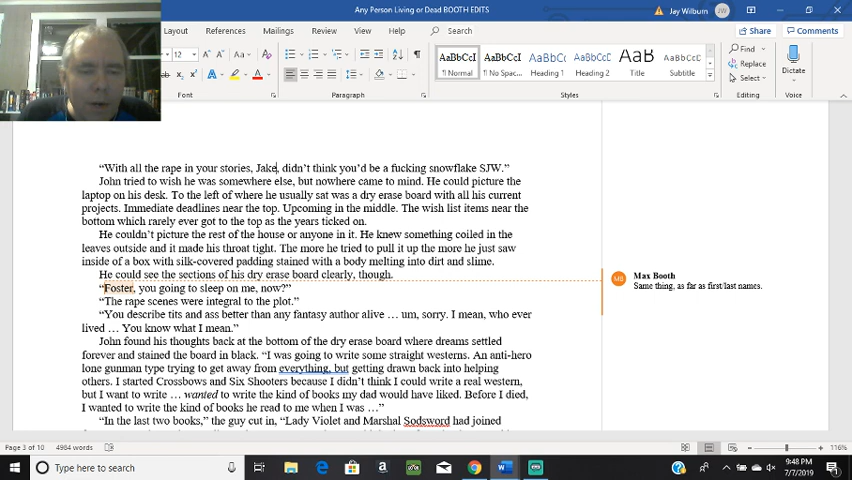 Any Person Living or Dead BOOTH EDITS
Jay Wilburn
JW
Layout
References
Mailings
Review
View
Help
Search
Share
Comments
12
A
A
Aa
ab
AaBbCcI
AaBbCcI
AaBbC
AaBbCcI
AaB
AaBbCcI
¶ Normal
¶ No Spac...
Heading 1
Heading 2
Title
Subtitle
Find
Replace
Select
Dictate
Font
Paragraph
Styles
Editing
Voice
“With all the rape in your stories, Jake, didn’t think you’d be a fucking snowflake SJW.”
John tried to wish he was somewhere else, but nowhere came to mind. He could picture the
laptop on his desk. To the left of where he usually sat was a dry erase board with all his current
projects. Immediate deadlines near the top. Upcoming in the middle. The wish list items near the
bottom which rarely ever got to the top as the years ticked on.
He couldn’t picture the rest of the house or anyone in it. He knew something coiled in the
leaves outside and it made his throat tight. The more he tried to pull it up the more he just saw
inside of a box with silk-covered padding stained with a body melting into dirt and slime.
He could see the sections of his dry erase board clearly, though.
“Foster, you going to sleep on me, now?”
“The rape scenes were integral to the plot.”
“You describe tits and ass better than any fantasy author alive … um, sorry. I mean, who ever
lived … You know what I mean.”
John found his thoughts back at the bottom of the dry erase board where dreams settled
forever and stained the board in black. “I was going to write some straight westerns. An anti-hero
lone gunman type trying to get away from everything, but getting drawn back into helping
others. I started Crossbows and Six Shooters because I didn’t think I could write a real western,
but I want to write … wanted to write the kind of books my dad would have liked. Before I died,
I wanted to write the kind of books he read to me when I was …”
“In the last two books,” the guy cut in, “Lady Violet and Marshal Sodsword had joined
MB
Max Booth
Same thing, as far as first/last names.
Page 3 of 10
4984 words
116%
Type here to search
9:48 PM
7/7/2019